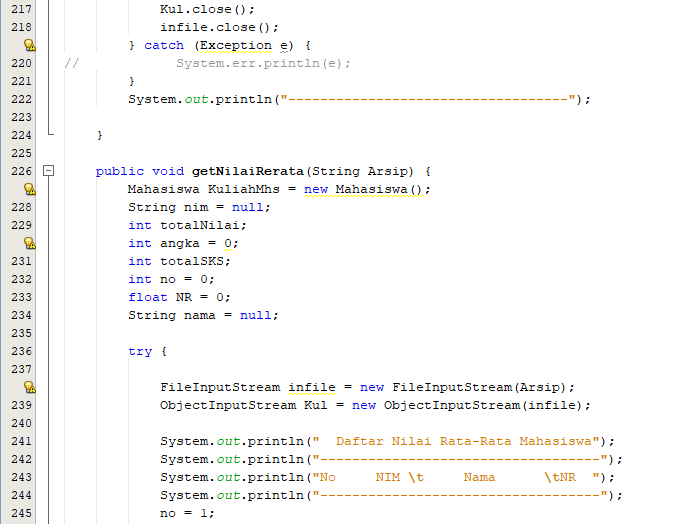 217 Kul.close();
218 infile.close();
} catch (Exception e) {
220 // System.err.println(e);
221 }
222 System.out.println("-----------------------------------");
223
224 }
225
226 public void getNilaiRerata(String Arsip) {
Mahasiswa KuliahMhs = new Mahasiswa();
228 String nim = null;
229 int totalNilai;
int angka = 0;
231 int totalSKS;
232 int no = 0;
233 float NR = 0;
234 String nama = null;
235
236 try {
237
FileInputStream infile = new FileInputStream(Arsip);
239 ObjectInputStream Kul = new ObjectInputStream(infile);
240
241 System.out.println("  Daftar Nilai Rata-Rata Mahasiswa");
242 System.out.println("-----------------------------------");
243 System.out.println("No     NIM \t     Nama      \tNR  ");
244 System.out.println("-----------------------------------");
245 no = 1;